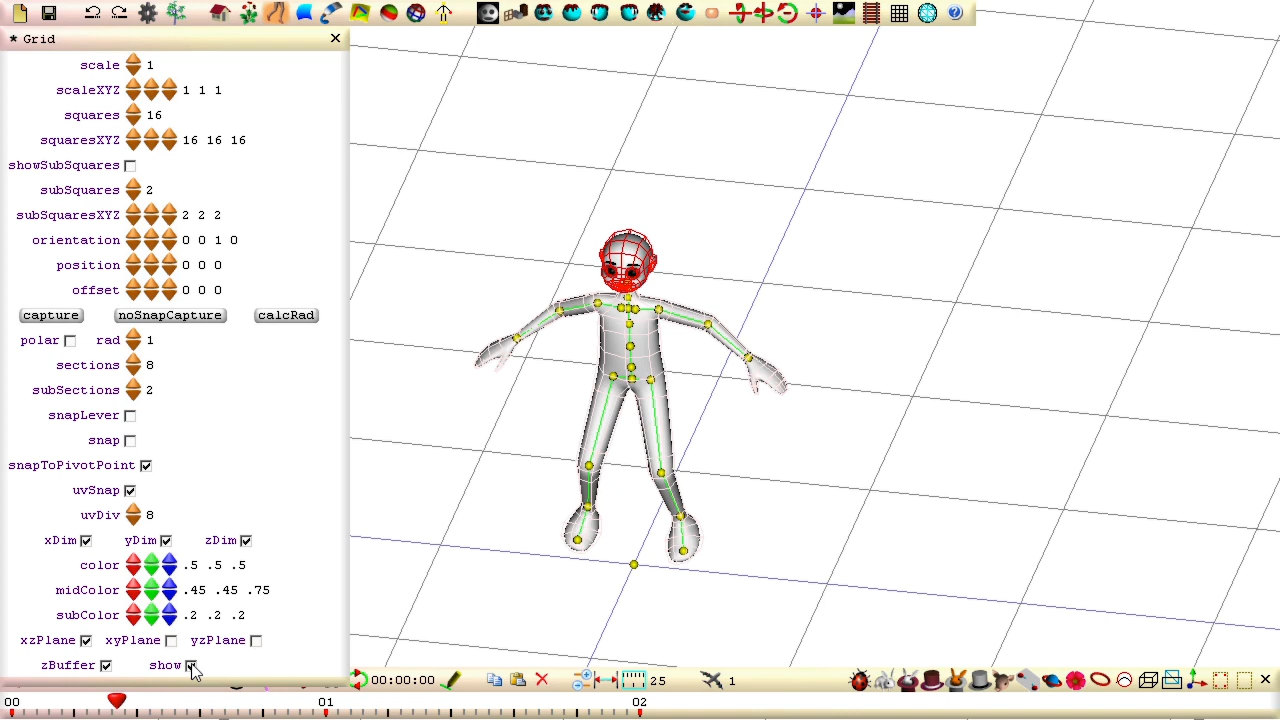 * Grid
scale 1
scaleXYZ 1 1 1
squares 16
squaresXYZ 16 16 16
showSubSquares
subSquares 2
subSquaresXYZ 2 2 2
orientation 0 0 1 0
position 0 0 0
offset 0 0 0
capture noSnapCapture calcRad
polar rad 1
sections 8
subSections 2
snapLever
snap
snapToPivotPoint
uvSnap
uvDiv 8
xDim yDim zDim
color .5 .5 .5
midColor .45 .45 .75
subColor .2 .2 .2
xzPlane xyPlane yzPlane
zBuffer show
00:00:00 25 1
00 01 02